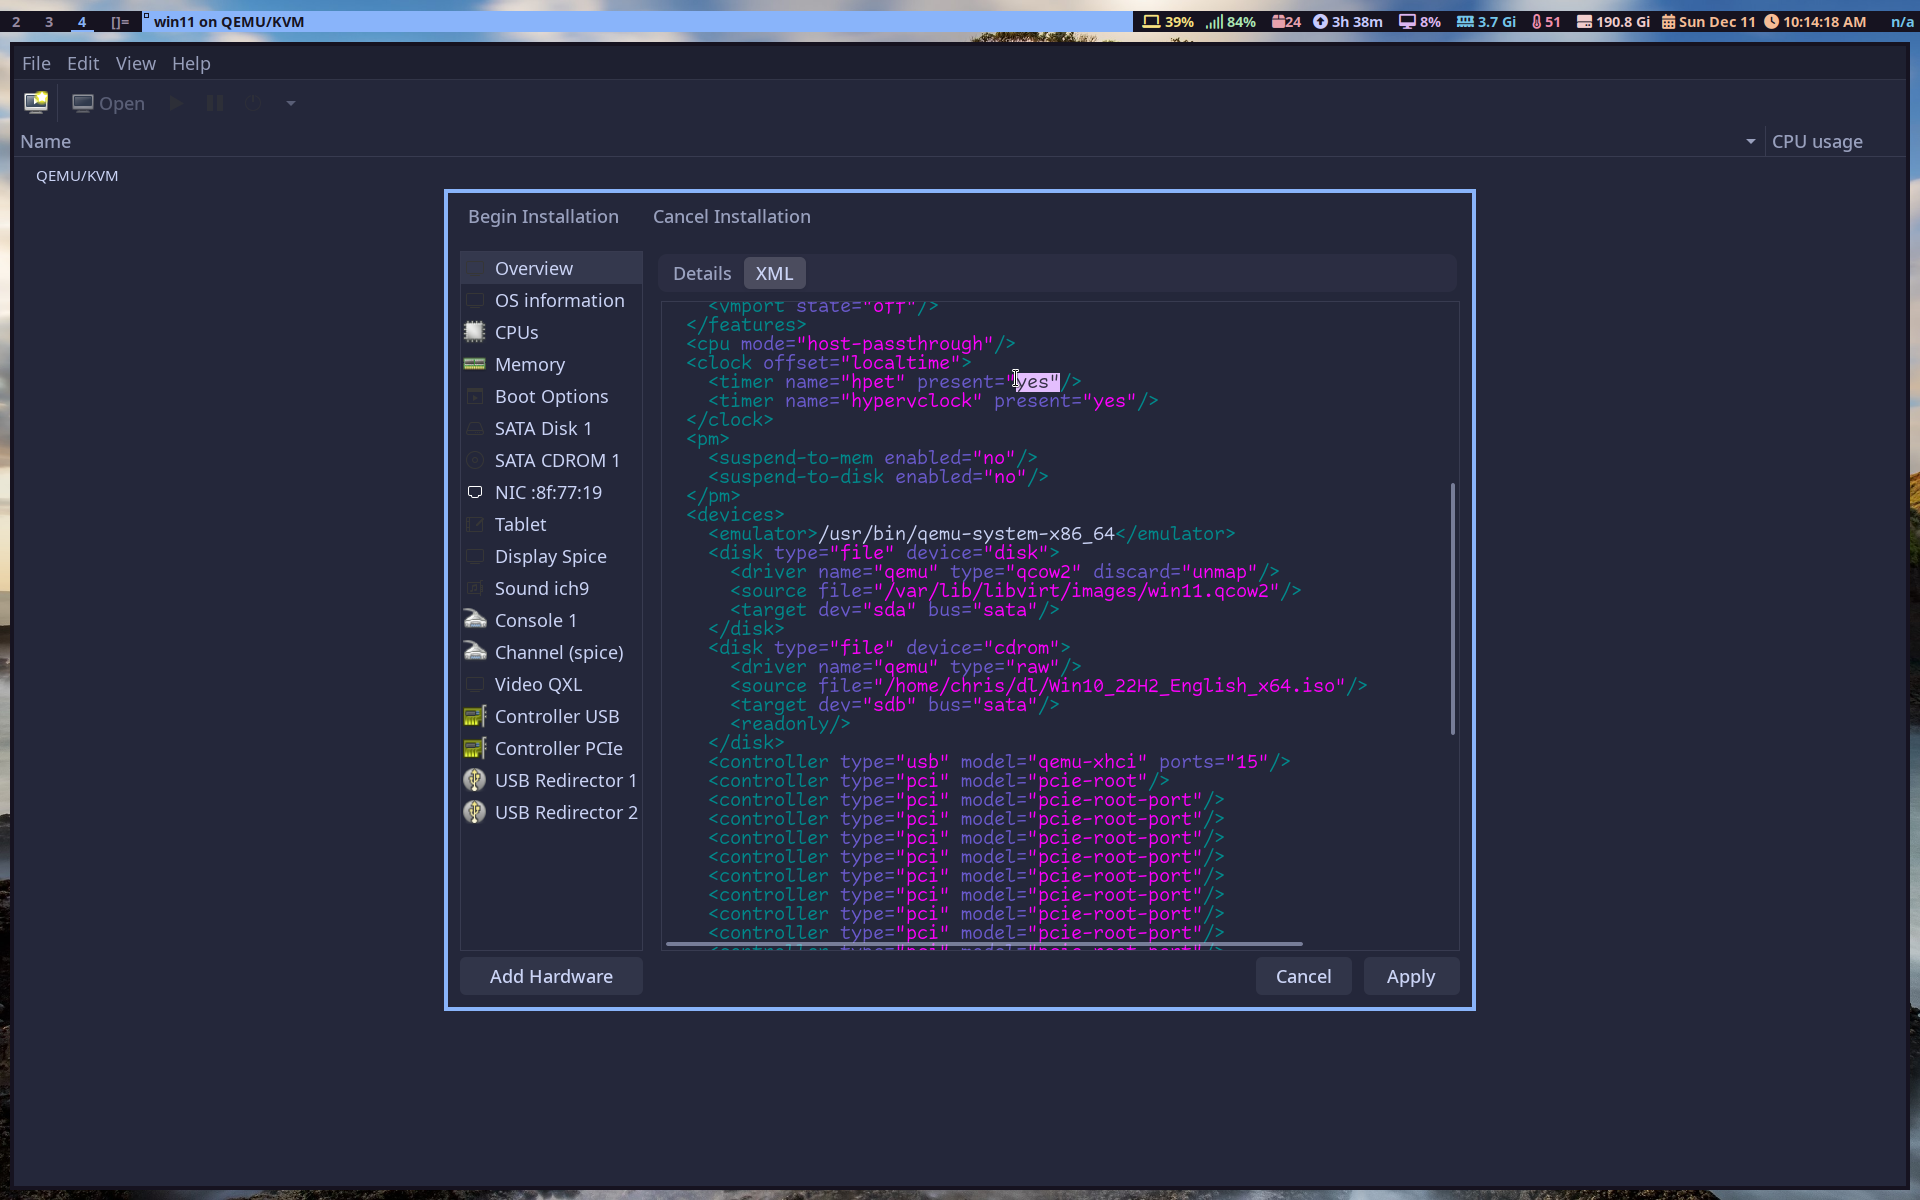 2 3 4 []= win11 on QEMU/KVM 39% 84% 24 3h 38m 8% 3.7 Gi 51 190.8 Gi Sun Dec 11 10:14:18 AM n/a
File Edit View Help
Open
Name CPU usage
QEMU/KVM
Begin Installation Cancel Installation
Overview
OS information
CPUs
Memory
Boot Options
SATA Disk 1
SATA CDROM 1
NIC :8f:77:19
Tablet
Display Spice
Sound ich9
Console 1
Channel (spice)
Video QXL
Controller USB
Controller PCIe
USB Redirector 1
USB Redirector 2
Add Hardware
Details XML
<vmport state="off"/>
</features>
<cpu mode="host-passthrough"/>
<clock offset="localtime">
<timer name="hpet" present="yes"/>
<timer name="hypervclock" present="yes"/>
</clock>
<pm>
<suspend-to-mem enabled="no"/>
<suspend-to-disk enabled="no"/>
</pm>
<devices>
<emulator>/usr/bin/qemu-system-x86_64</emulator>
<disk type="file" device="disk">
<driver name="qemu" type="qcow2" discard="unmap"/>
<source file="/var/lib/libvirt/images/win11.qcow2"/>
<target dev="sda" bus="sata"/>
</disk>
<disk type="file" device="cdrom">
<driver name="qemu" type="raw"/>
<source file="/home/chris/dl/Win10_22H2_English_x64.iso"/>
<target dev="sdb" bus="sata"/>
<readonly/>
</disk>
<controller type="usb" model="qemu-xhci" ports="15"/>
<controller type="pci" model="pcie-root"/>
<controller type="pci" model="pcie-root-port"/>
<controller type="pci" model="pcie-root-port"/>
<controller type="pci" model="pcie-root-port"/>
<controller type="pci" model="pcie-root-port"/>
<controller type="pci" model="pcie-root-port"/>
<controller type="pci" model="pcie-root-port"/>
<controller type="pci" model="pcie-root-port"/>
<controller type="pci" model="pcie-root-port"/>
Cancel Apply